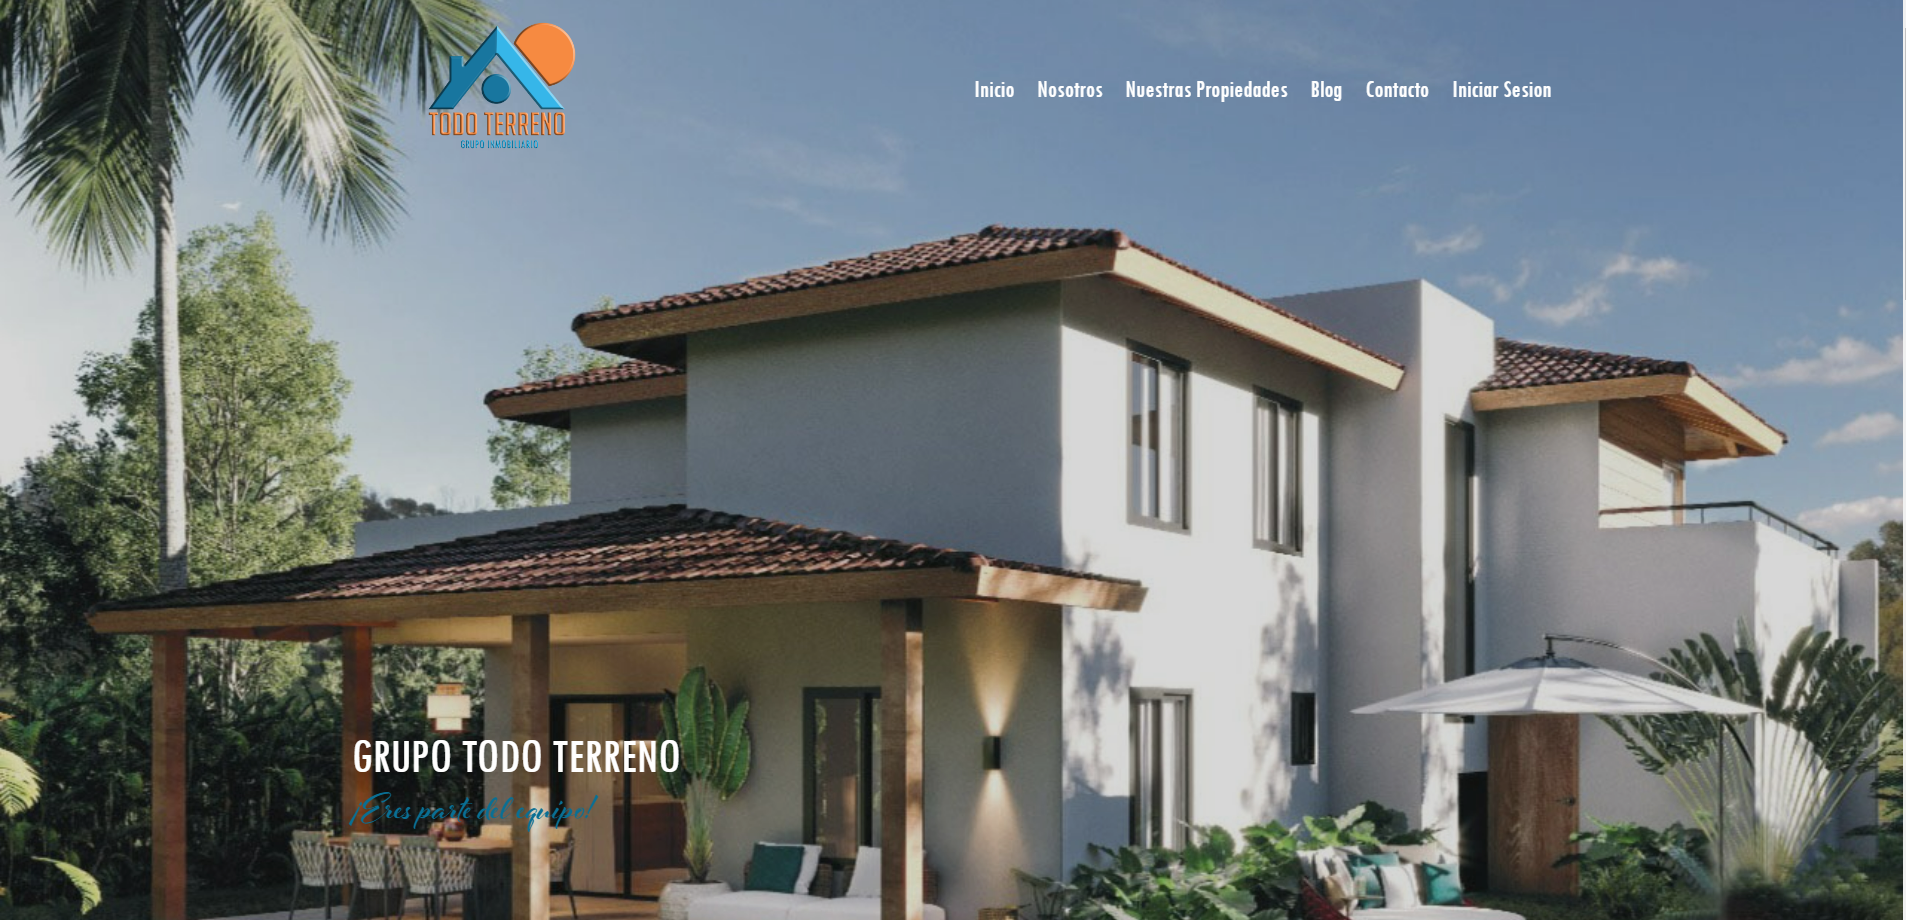 TODO TERRENO
GRUPO INMOBILIARIO
Inicio Nosotros Nuestras Propiedades Blog Contacto Iniciar Sesion
GRUPO TODO TERRENO
¡Eres parte del equipo!